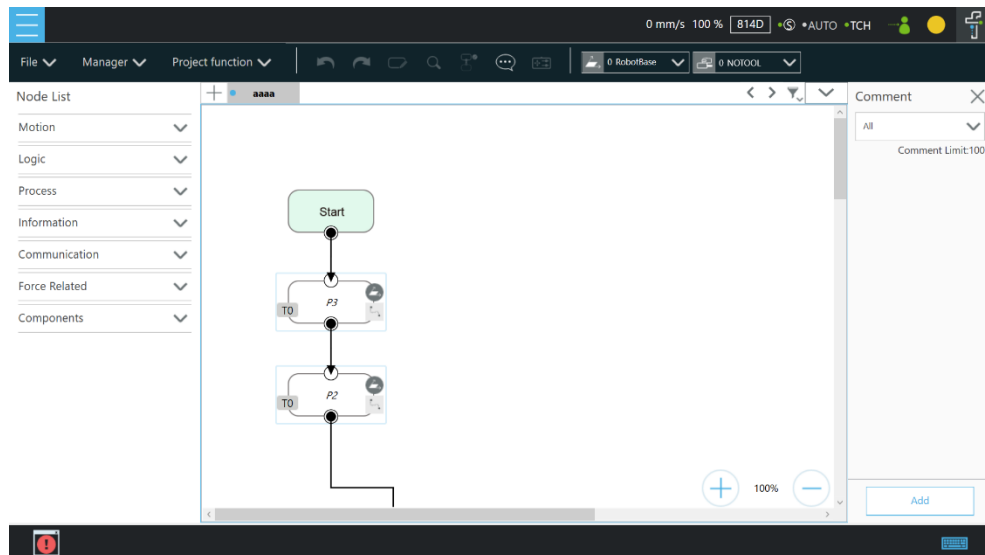 0 mm/s 100 % 814D Ⓢ AUTO TCH
File Manager Project function 0 RobotBase 0 NOTOOL
Node List
aaaa
Comment
Motion
All
Comment Limit:100
Logic
Process
Information
Communication
Force Related
Components
Start
P3
T0
P2
T0
100%
Add